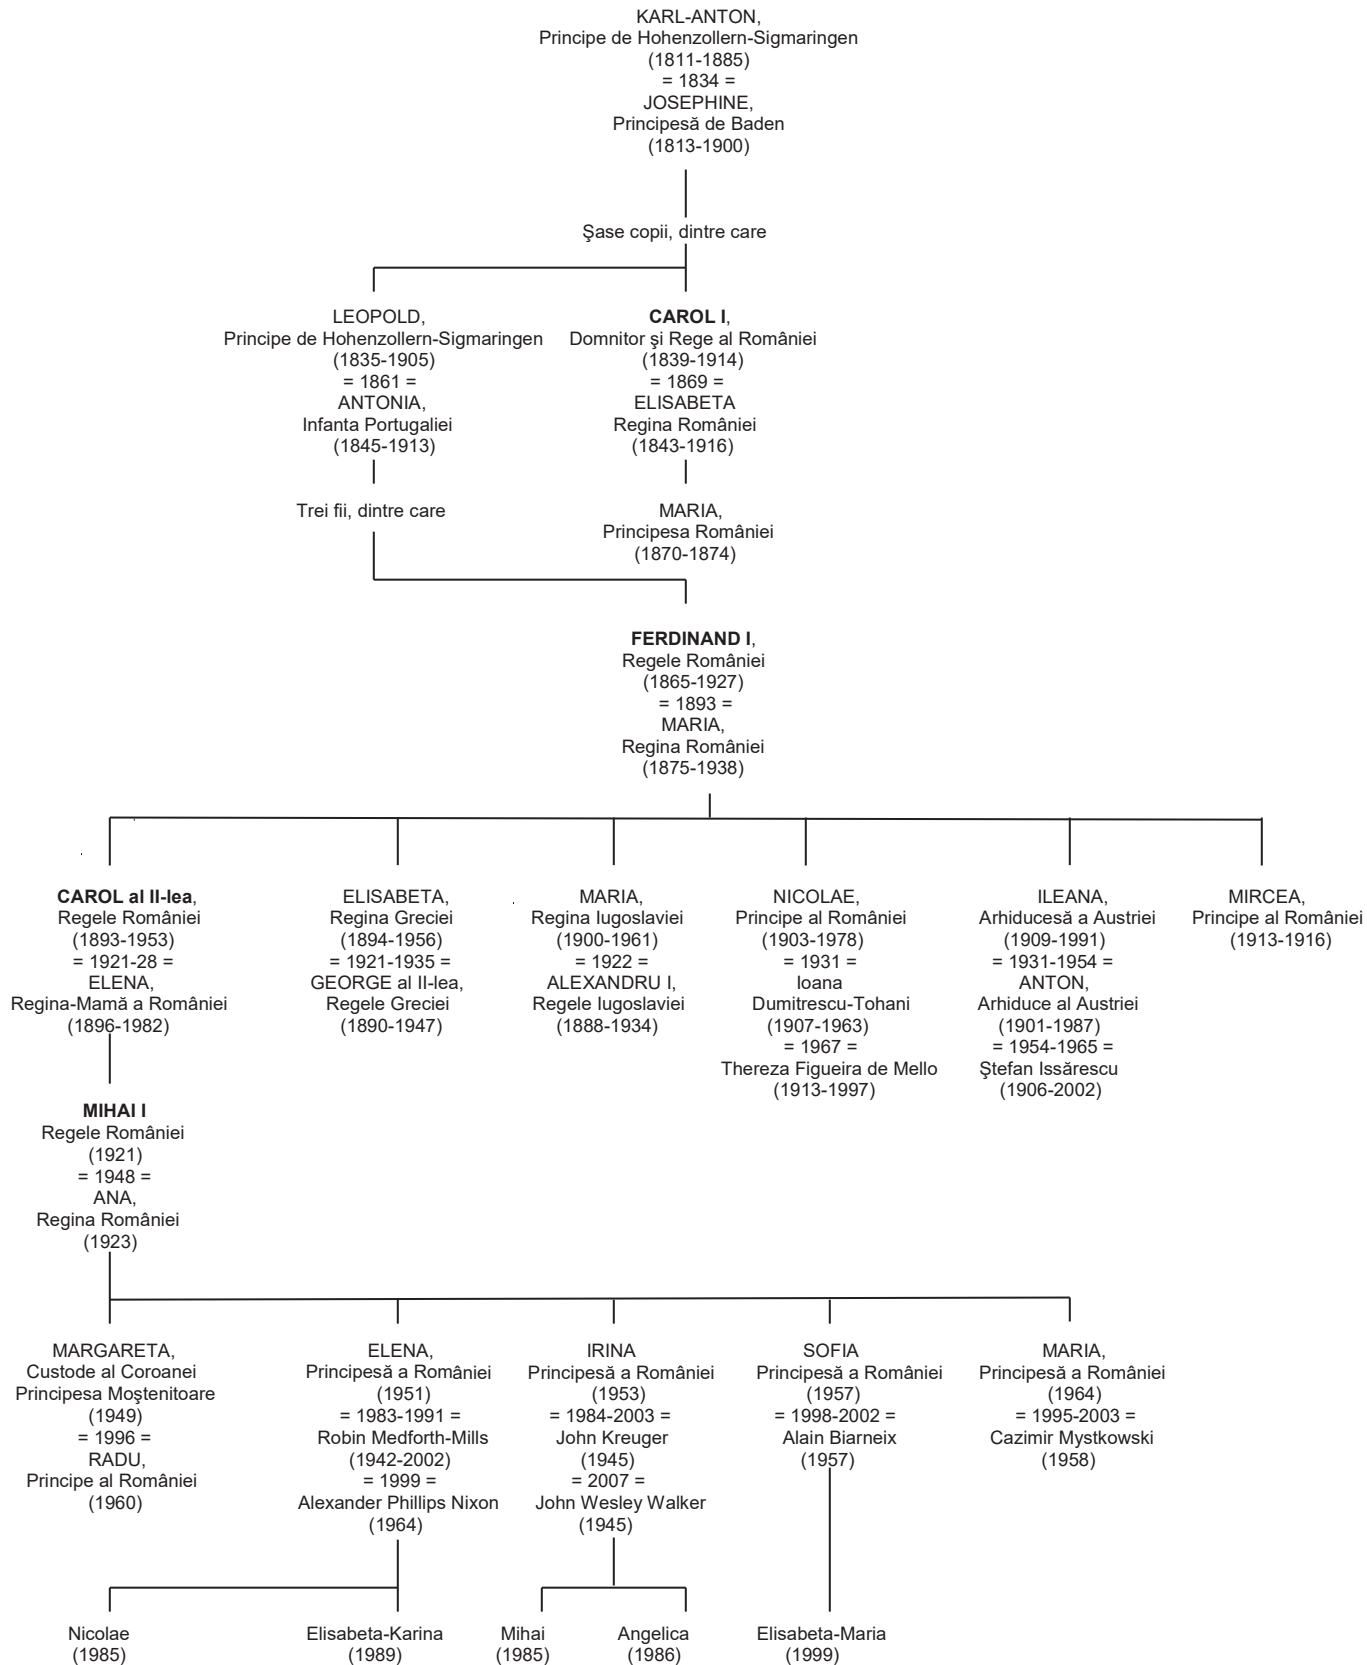 KARL-ANTON,
Principe de Hohenzollern-Sigmaringen
(1811-1885)
= 1834 =
JOSEPHINE,
Principesă de Baden
(1813-1900)
Şase copii, dintre care
LEOPOLD,
Principe de Hohenzollern-Sigmaringen
(1835-1905)
= 1861 =
ANTONIA,
Infanta Portugaliei
(1845-1913)
CAROL I,
Domnitor şi Rege al României
(1839-1914)
= 1869 =
ELISABETA
Regina României
(1843-1916)
Trei fii, dintre care
MARIA,
Principesa României
(1870-1874)
FERDINAND I,
Regele României
(1865-1927)
= 1893 =
MARIA,
Regina României
(1875-1938)
CAROL al II-lea,
Regele României
(1893-1953)
= 1921-28 =
ELENA,
Regina-Mamă a României
(1896-1982)
ELISABETA,
Regina Greciei
(1894-1956)
= 1921-1935 =
GEORGE al II-lea,
Regele Greciei
(1890-1947)
MARIA,
Regina Iugoslaviei
(1900-1961)
= 1922 =
ALEXANDRU I,
Regele Iugoslaviei
(1888-1934)
NICOLAE,
Principe al României
(1903-1978)
= 1931 =
Ioana
Dumitrescu-Tohani
(1907-1963)
= 1967 =
Thereza Figueira de Mello
(1913-1997)
ILEANA,
Arhiducesă a Austriei
(1909-1991)
= 1931-1954 =
ANTON,
Arhiduce al Austriei
(1901-1987)
= 1954-1965 =
Ştefan Issărescu
(1906-2002)
MIRCEA,
Principe al României
(1913-1916)
MIHAI I
Regele României
(1921)
= 1948 =
ANA,
Regina României
(1923)
MARGARETA,
Custode al Coroanei
Principesa Moştenitoare
(1949)
= 1996 =
RADU,
Principe al României
(1960)
ELENA,
Principesă a României
(1951)
= 1983-1991 =
Robin Medforth-Mills
(1942-2002)
= 1999 =
Alexander Phillips Nixon
(1964)
IRINA
Principesă a României
(1953)
= 1984-2003 =
John Kreuger
(1945)
= 2007 =
John Wesley Walker
(1945)
SOFIA
Principesă a României
(1957)
= 1998-2002 =
Alain Biarneix
(1957)
MARIA,
Principesă a României
(1964)
= 1995-2003 =
Cazimir Mystkowski
(1958)
Nicolae
(1985)
Elisabeta-Karina
(1989)
Mihai
(1985)
Angelica
(1986)
Elisabeta-Maria
(1999)